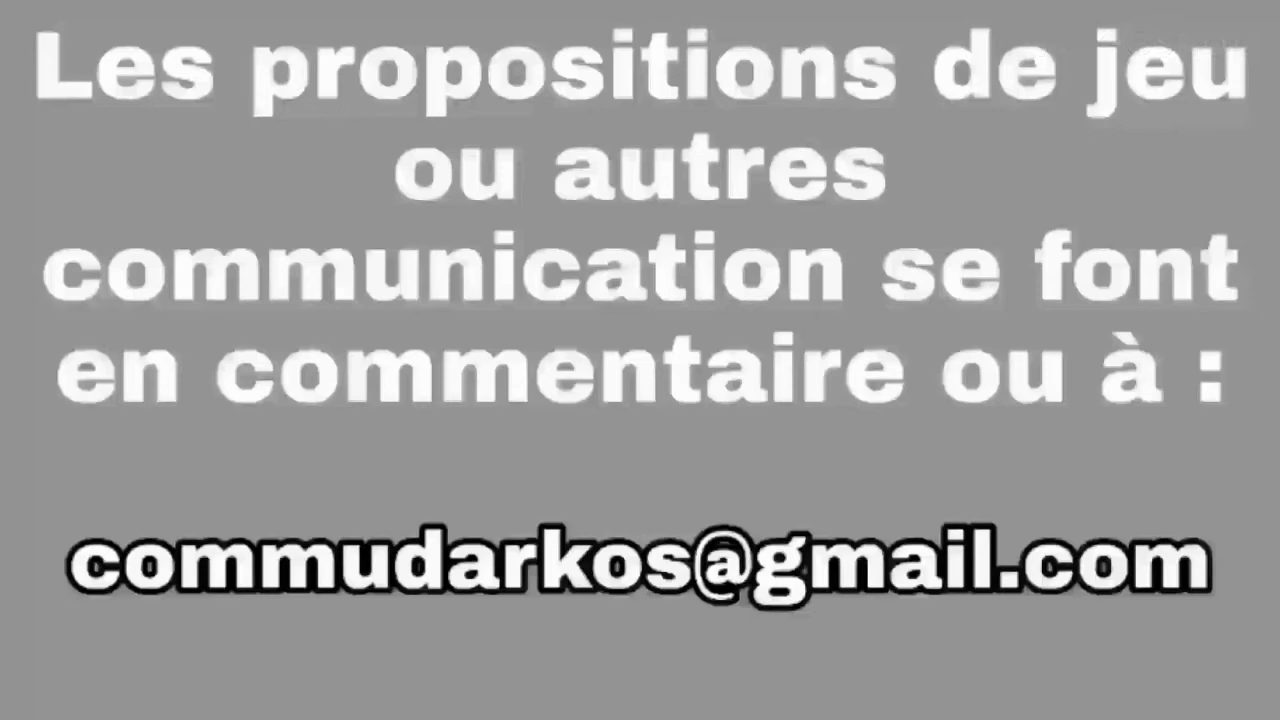 Les propositions de jeu
ou autres
communication se font
en commentaire ou à :
commudarkos@gmail.com